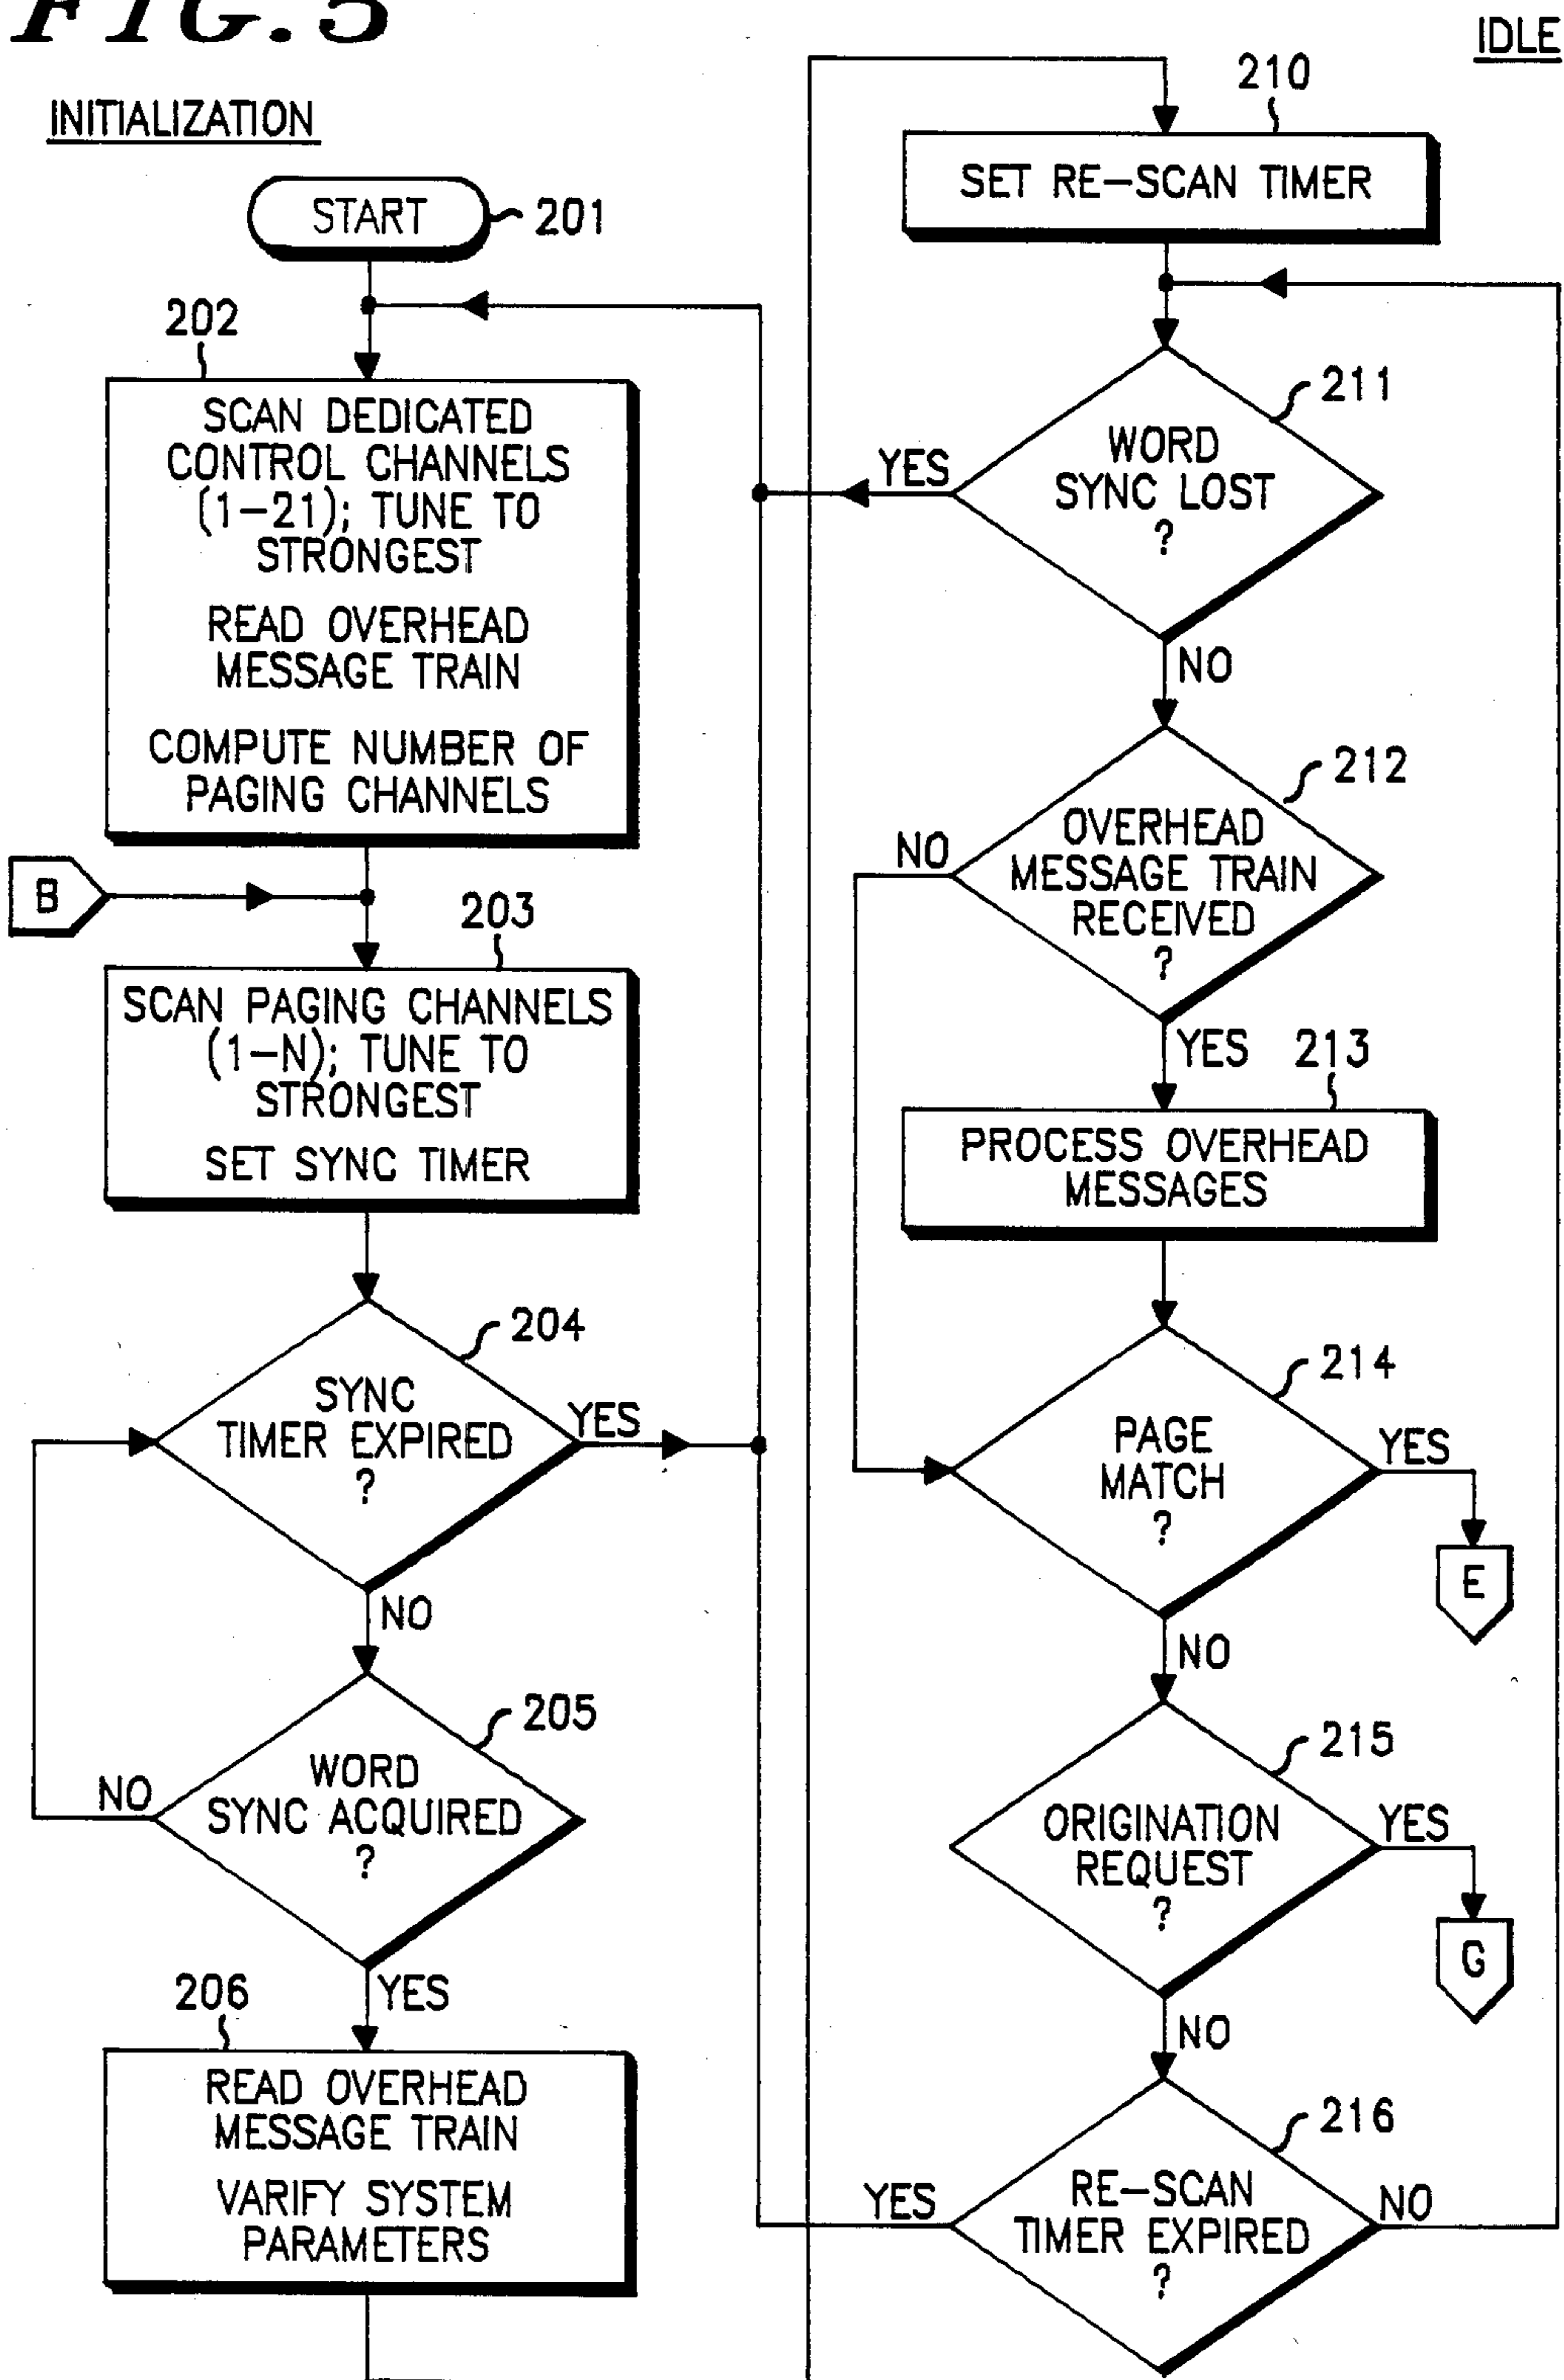 FIG. 5
INITIALIZATION
START
201
202
SCAN DEDICATED
CONTROL CHANNELS
(1-21); TUNE TO
STRONGEST
READ OVERHEAD
MESSAGE TRAIN
COMPUTE NUMBER OF
PAGING CHANNELS
B
203
SCAN PAGING CHANNELS
(1-N); TUNE TO
STRONGEST
SET SYNC TIMER
204
SYNC
TIMER EXPIRED
?
YES
NO
205
WORD
SYNC ACQUIRED
?
NO
YES
206
READ OVERHEAD
MESSAGE TRAIN
VARIFY SYSTEM
PARAMETERS
IDLE
210
SET RE-SCAN TIMER
211
WORD
SYNC LOST
?
YES
NO
212
OVERHEAD
MESSAGE TRAIN
RECEIVED
?
NO
YES
213
PROCESS OVERHEAD
MESSAGES
214
PAGE
MATCH
?
YES
E
NO
215
ORIGINATION
REQUEST
?
YES
G
NO
216
RE-SCAN
TIMER EXPIRED
?
YES
NO